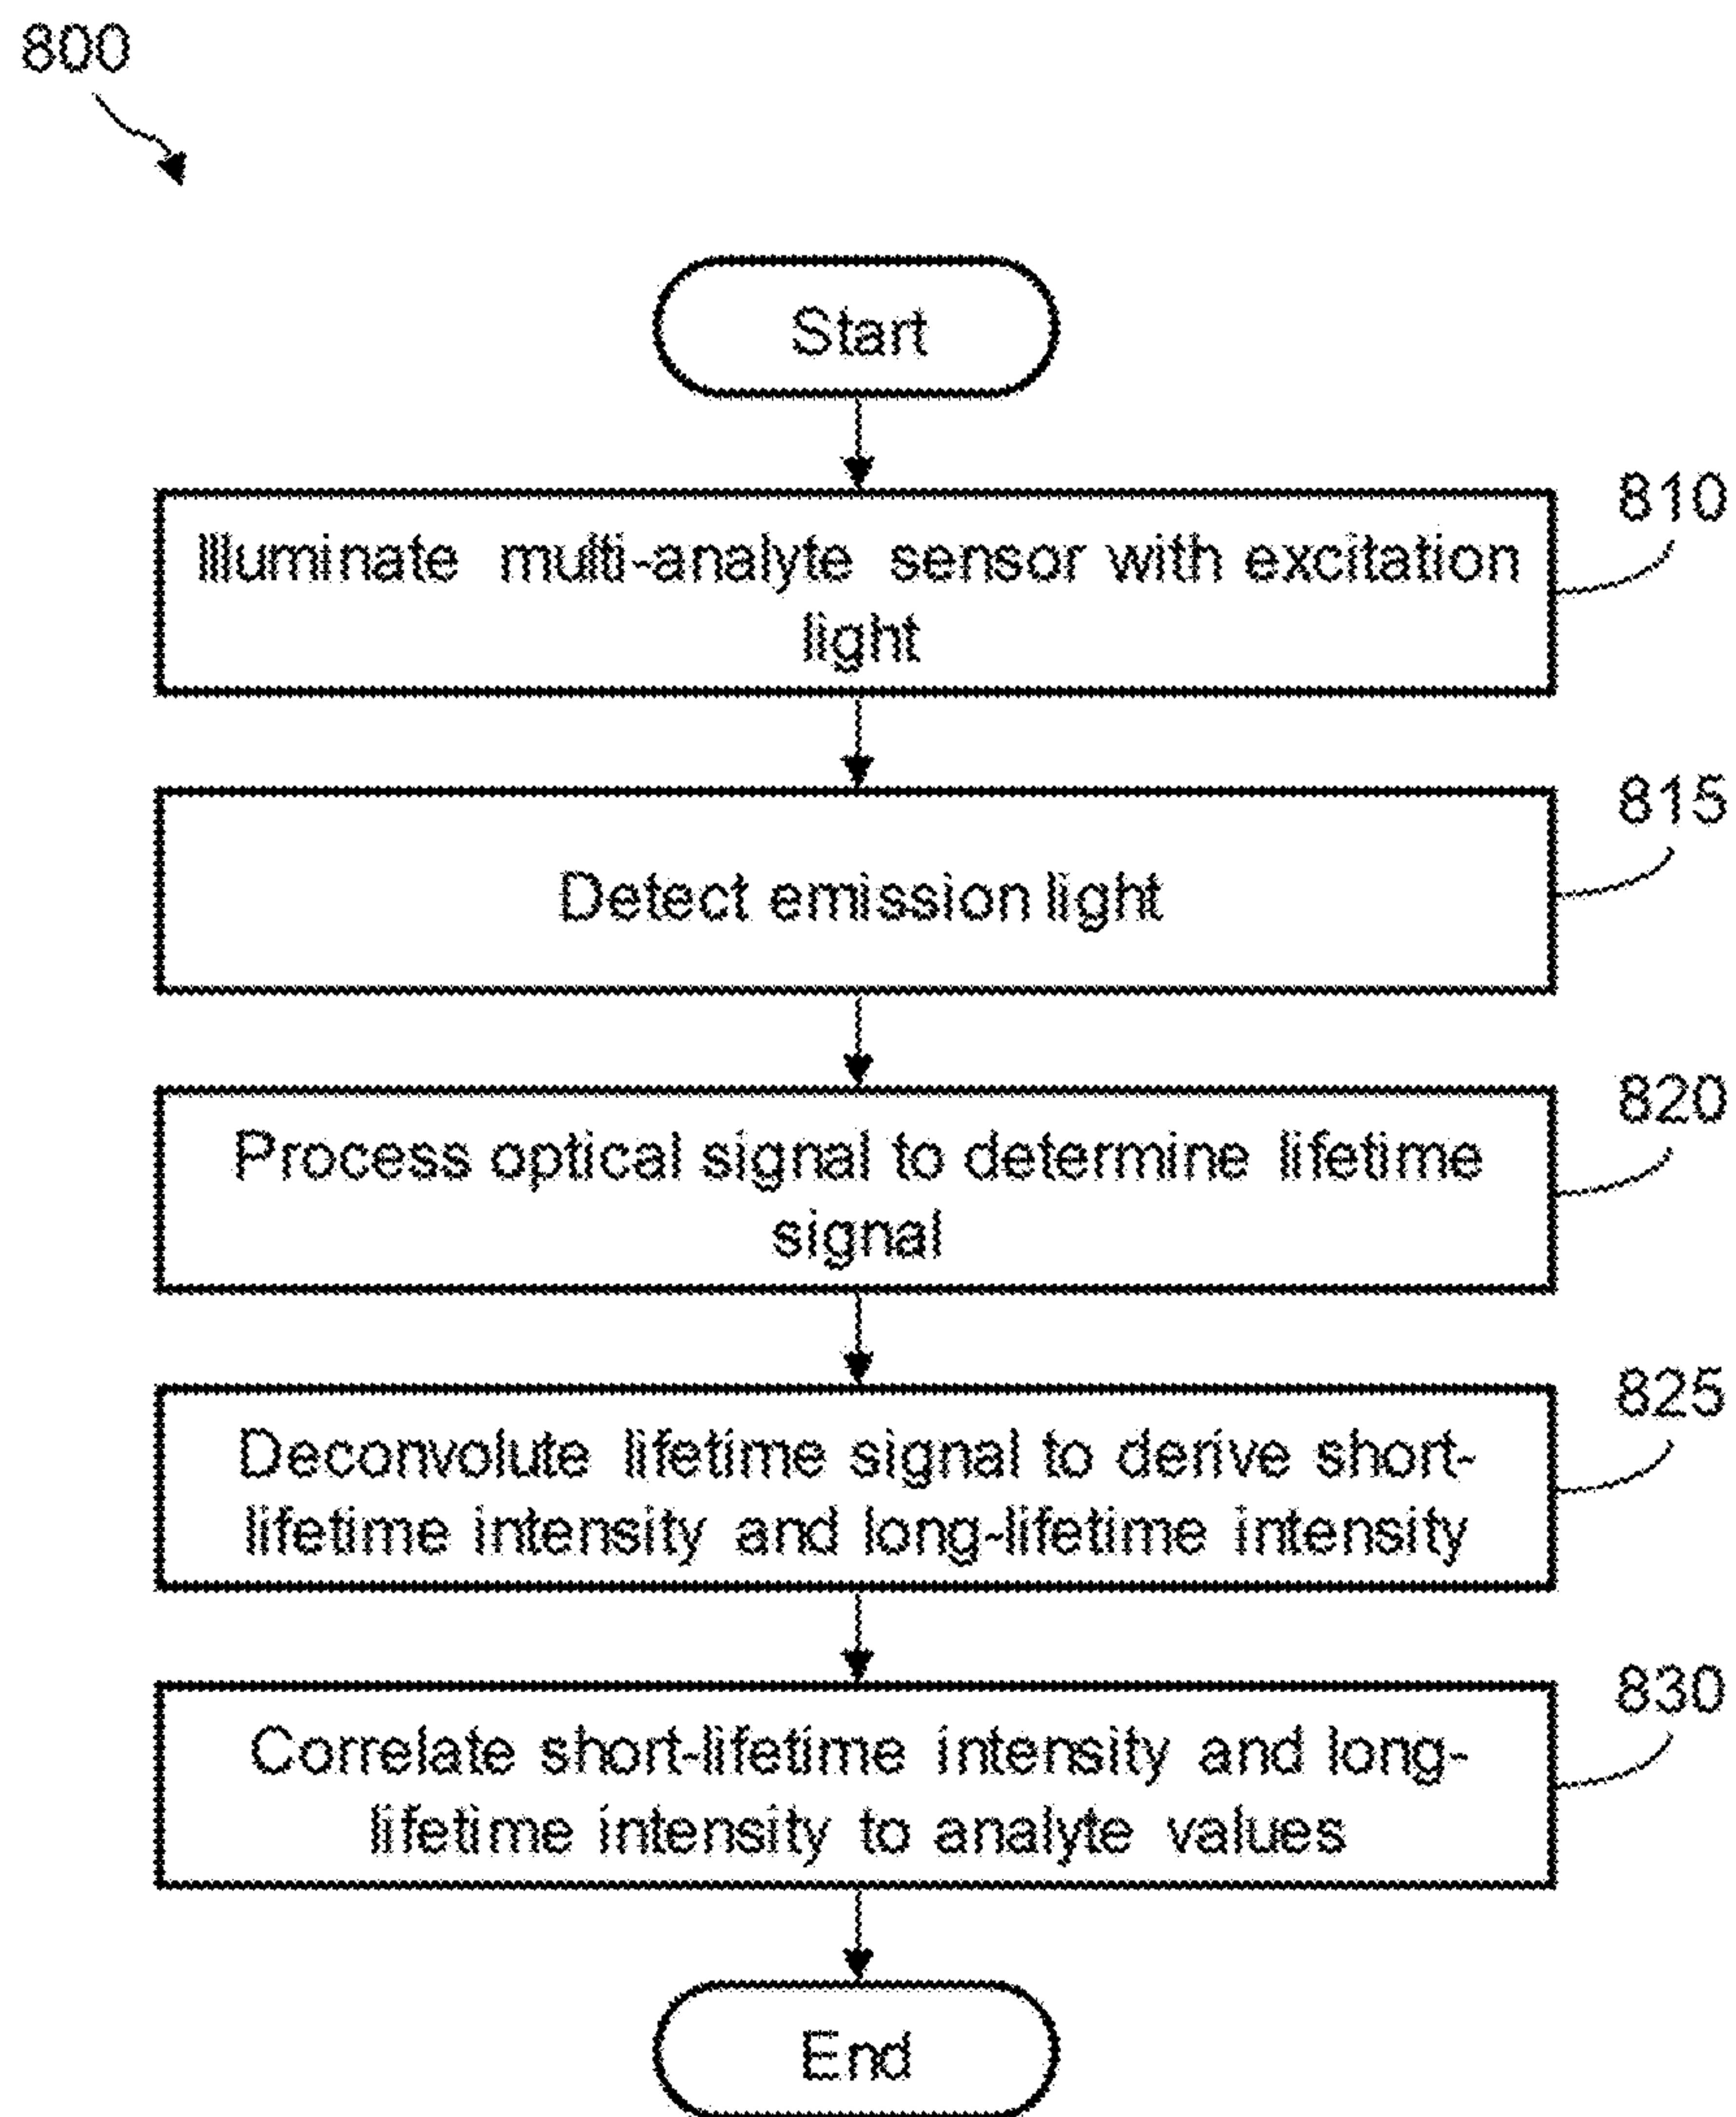 800
Start
810
Illuminate multi-analyte sensor with excitation
light
815
Detect emission light
820
Process optical signal to determine lifetime
signal
825
Deconvolute lifetime signal to derive short-
lifetime intensity and long-lifetime intensity
830
Correlate short-lifetime intensity and long-
lifetime intensity to analyte values
End